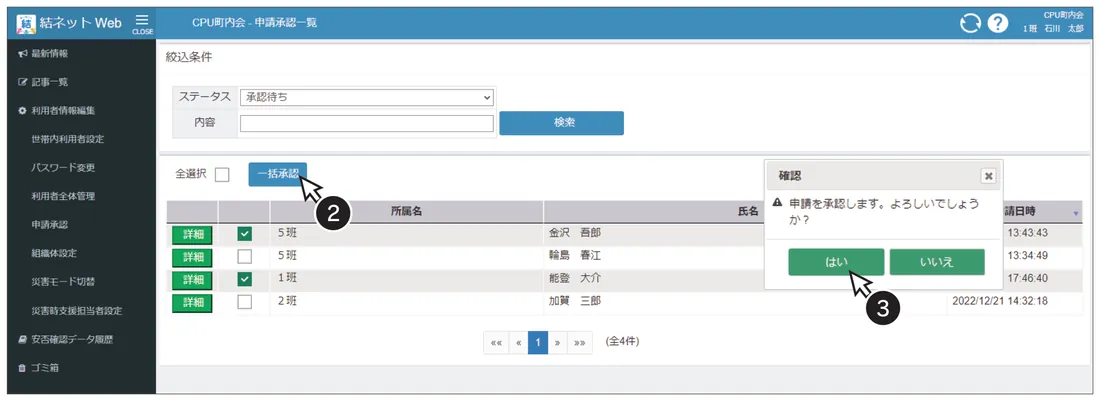 結ネット Web
CLOSE
CPU町内会 - 申請承認一覧
CPU町内会
1班 石川 太郎
最新情報
記事一覧
利用者情報編集
世帯内利用者設定
パスワード変更
利用者全体管理
申請承認
組織体設定
災害モード切替
災害時支援担当者設定
安否確認データ履歴
ゴミ箱
絞込条件
ステータス 承認待ち
内容 検索
全選択 一括承認
2
所属名 氏名 請日時
詳細 5班 金沢 吾郎 13:43:43
詳細 5班 輪島 春江 13:34:49
詳細 1班 能登 大介 17:46:40
詳細 2班 加賀 三郎 2022/12/21 14:32:18
«« « 1 » »» (全4件)
確認
申請を承認します。よろしいでしょう
か？
はい いいえ
3